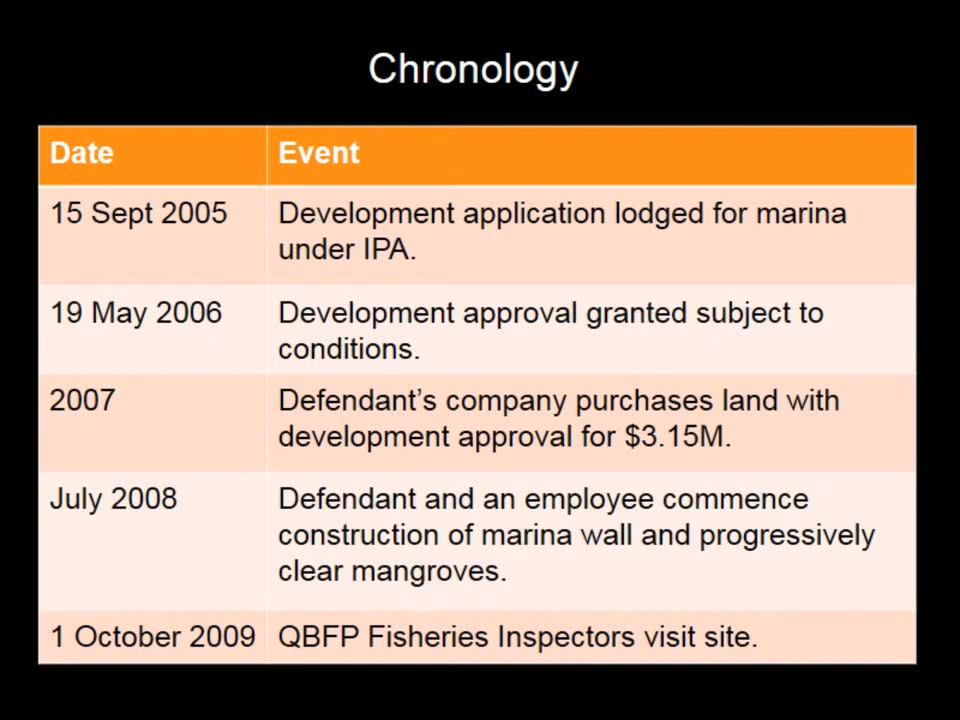 Chronology
Date Event
15 Sept 2005 Development application lodged for marina
under IPA.
19 May 2006 Development approval granted subject to
conditions.
2007 Defendant’s company purchases land with
development approval for $3.15M.
July 2008 Defendant and an employee commence
construction of marina wall and progressively
clear mangroves.
1 October 2009 QBFP Fisheries Inspectors visit site.